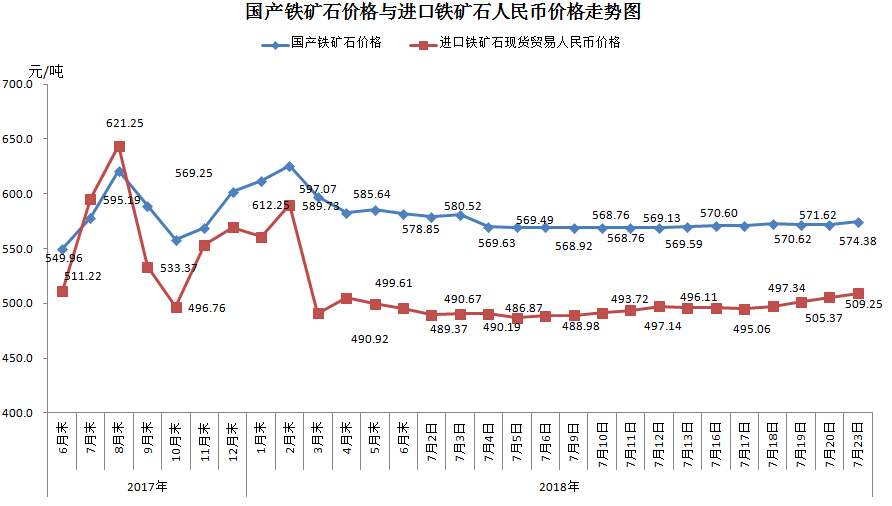 国产铁矿石价格与进口铁矿石人民币价格走势图
国产铁矿石价格 进口铁矿石现货贸易人民币价格
元/吨
700.0
650.0
600.0
550.0
500.0
450.0
400.0
549.96
511.22
621.25
595.19
533.37
569.25
496.76
612.25
597.07
589.73
490.92
585.64
499.61
578.85
489.37
580.52
490.67
569.63
490.19
569.49
486.87
568.92
488.98
568.76
568.76
493.72
569.13
497.14
569.59
496.11
570.60
495.06
570.62
497.34
571.62
505.37
574.38
509.25
6月末
7月末
8月末
9月末
10月末
11月末
12月末
1月末
2月末
3月末
4月末
5月末
6月末
7月2日
7月3日
7月4日
7月5日
7月6日
7月9日
7月10日
7月11日
7月12日
7月13日
7月16日
7月17日
7月18日
7月19日
7月20日
7月23日
2017年 2018年